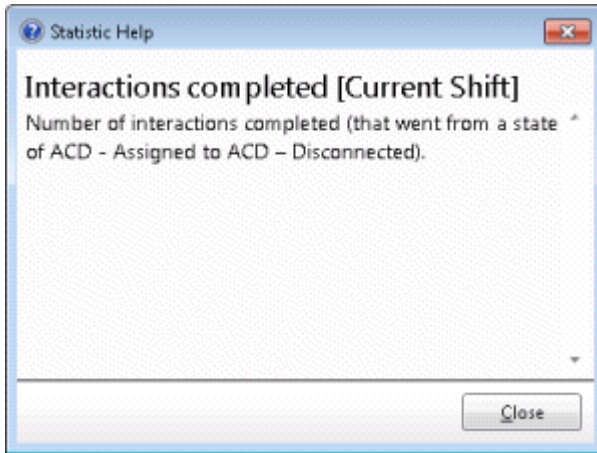 Statistic Help
Interactions completed [Current Shift]
Number of interactions completed (that went from a state
of ACD - Assigned to ACD – Disconnected).
Close